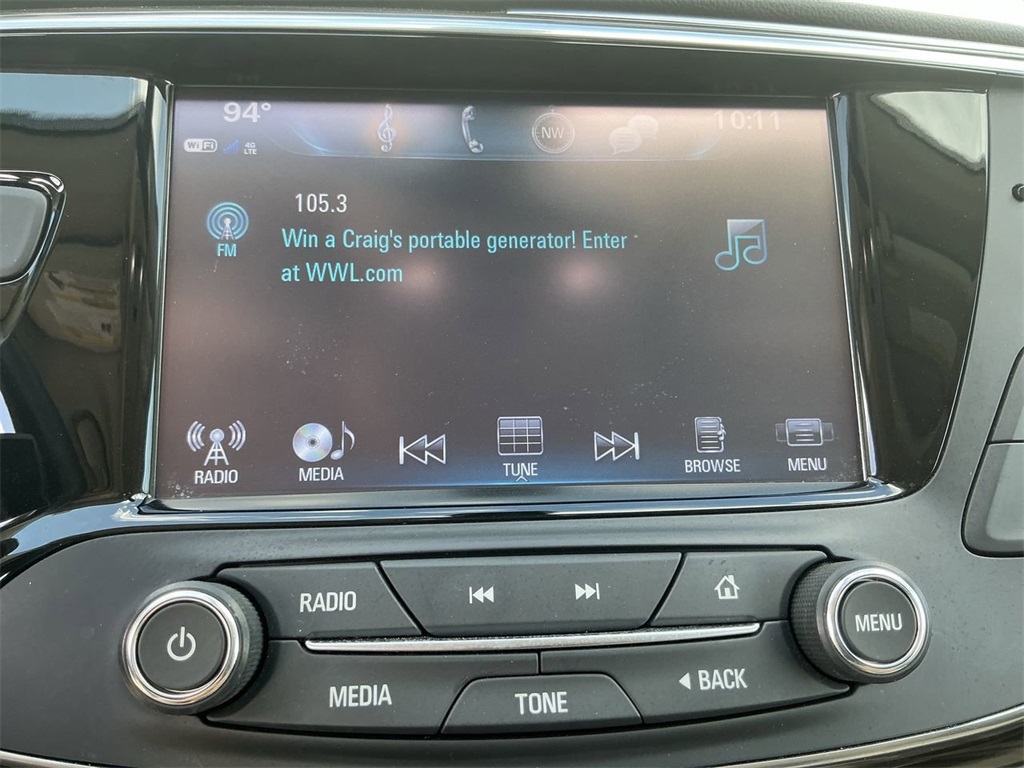 94°
10:11
WiFi
4G
LTE
NW
105.3
FM
Win a Craig's portable generator! Enter
at WWL.com
RADIO
MEDIA
TUNE
BROWSE
MENU
RADIO
MENU
MEDIA
TONE
BACK